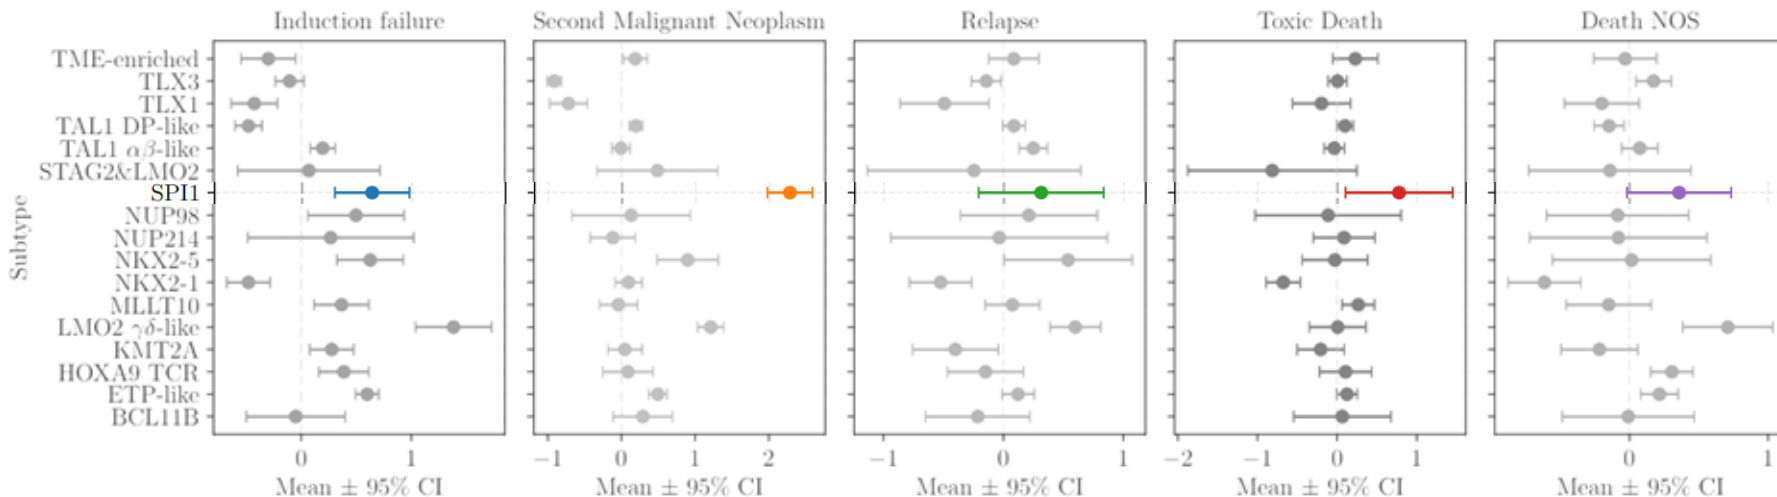 Induction failure
Second Malignant Neoplasm
Relapse
Toxic Death
Death NOS
Subtype
TME-enriched
TLX3
TLX1
TAL1 DP-like
TAL1 αβ-like
STAG2&LMO2
SPI1
NUP98
NUP214
NKX2-5
NKX2-1
MLLT10
LMO2 γδ-like
KMT2A
HOXA9 TCR
ETP-like
BCL11B
0 1
−1 0 1 2
−1 0 1
−2 −1 0 1
0 1
Mean ± 95% CI
Mean ± 95% CI
Mean ± 95% CI
Mean ± 95% CI
Mean ± 95% CI